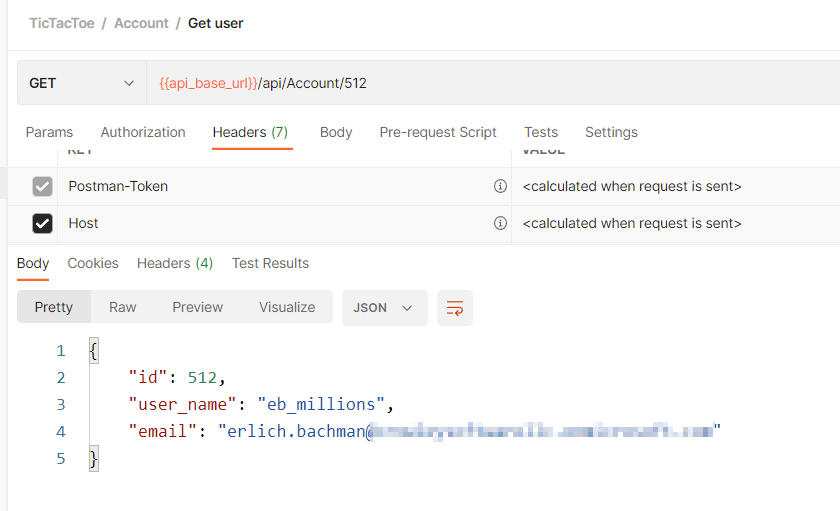 TicTacToe / Account / Get user
GET {{api_base_url}}/api/Account/512
Params Authorization Headers (7) Body Pre-request Script Tests Settings
KEY VALUE
Postman-Token <calculated when request is sent>
Host <calculated when request is sent>
Body Cookies Headers (4) Test Results
Pretty Raw Preview Visualize JSON
1 {
2 "id": 512,
3 "user_name": "eb_millions",
4 "email": "erlich.bachman@ "
5 }